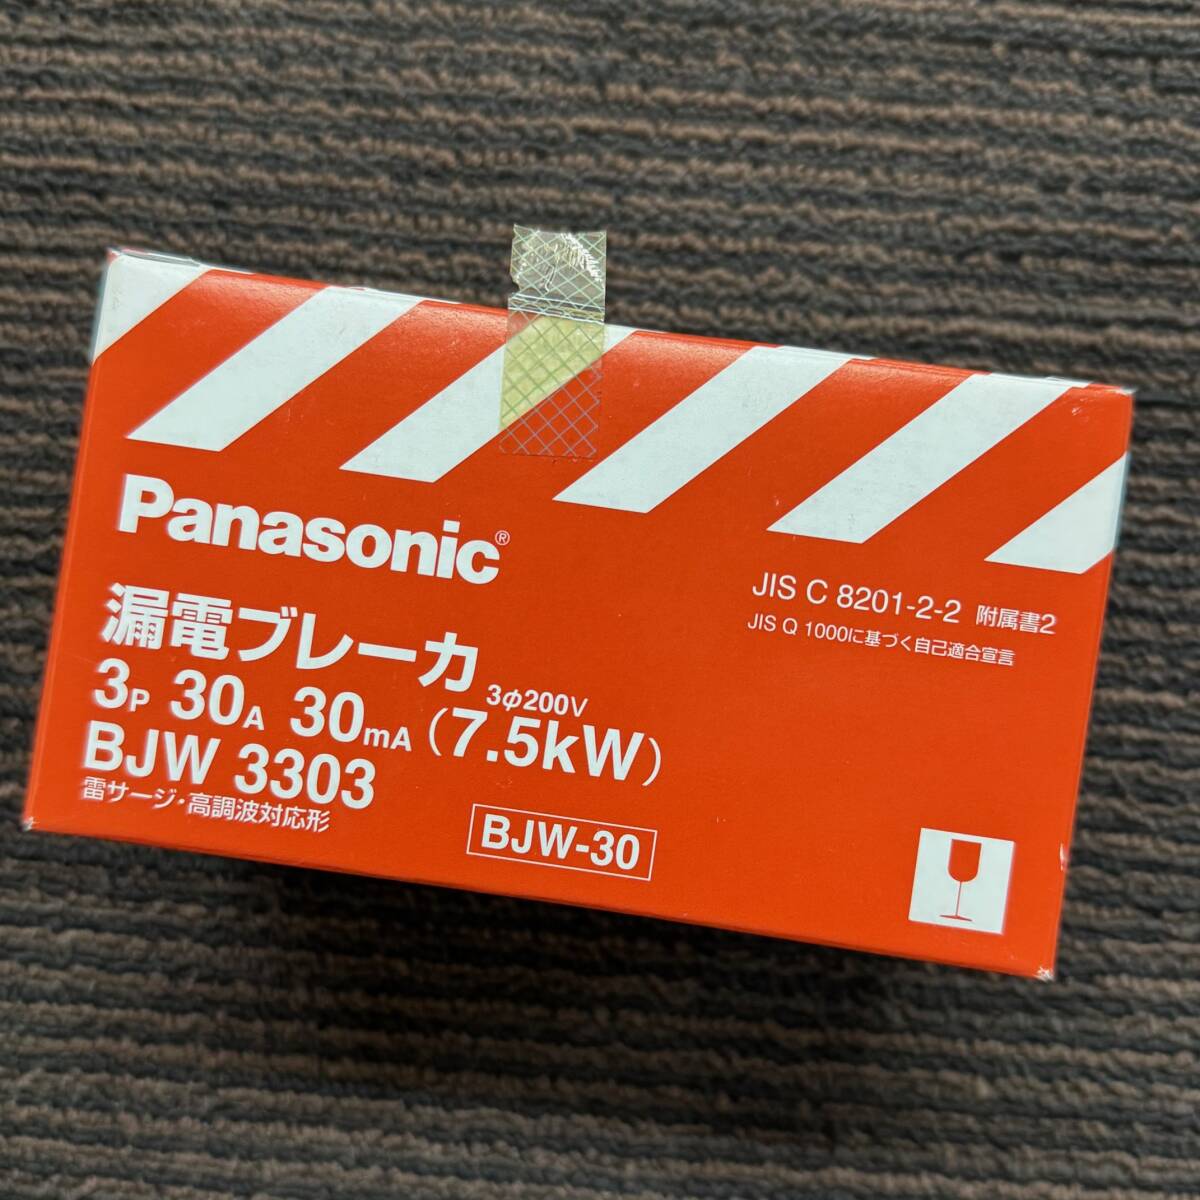 Panasonic®
漏電ブレーカ
3P 30A 30mA (7.5kW)
3φ200V
BJW 3303
雷サージ・高調波対応形
BJW-30
JIS C 8201-2-2 附属書2
JIS Q 1000に基づく自己適合宣言